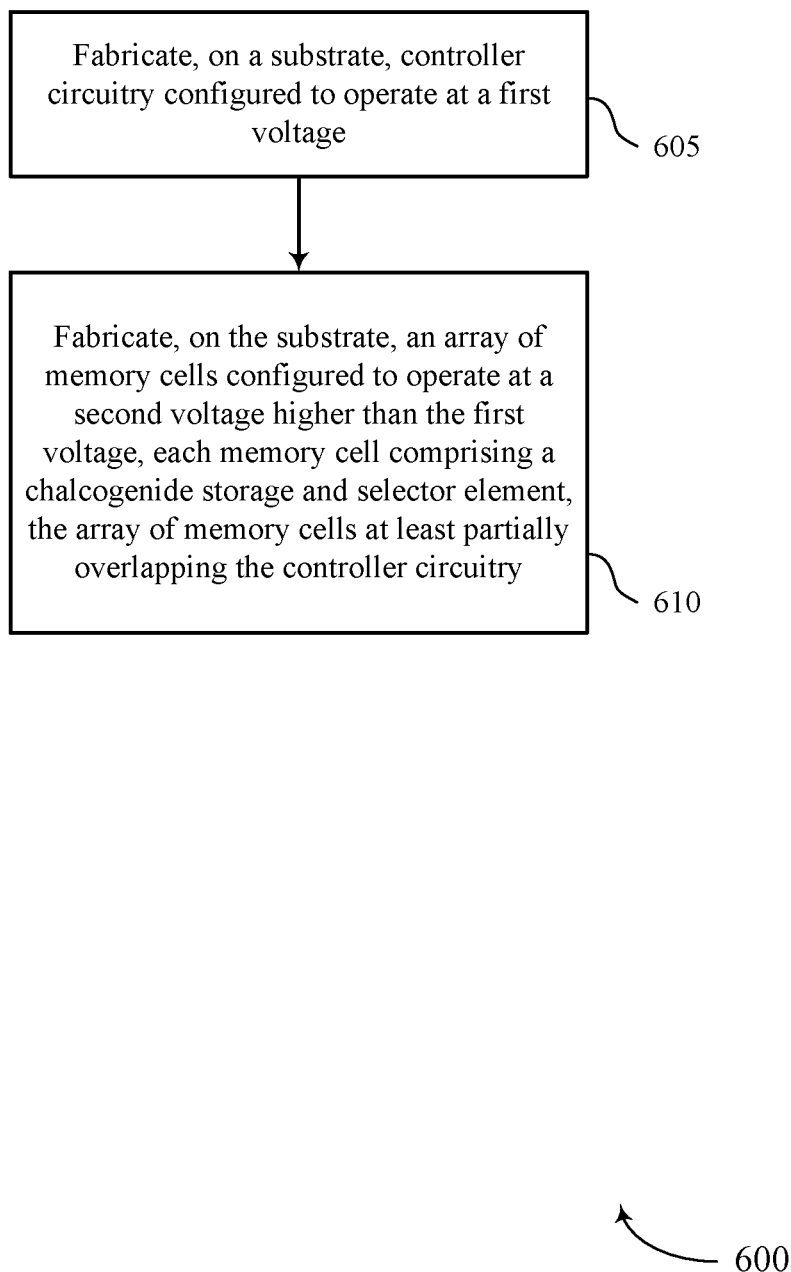 Fabricate, on a substrate, controller
circuitry configured to operate at a first
voltage
605
Fabricate, on the substrate, an array of
memory cells configured to operate at a
second voltage higher than the first
voltage, each memory cell comprising a
chalcogenide storage and selector element,
the array of memory cells at least partially
overlapping the controller circuitry
610
600